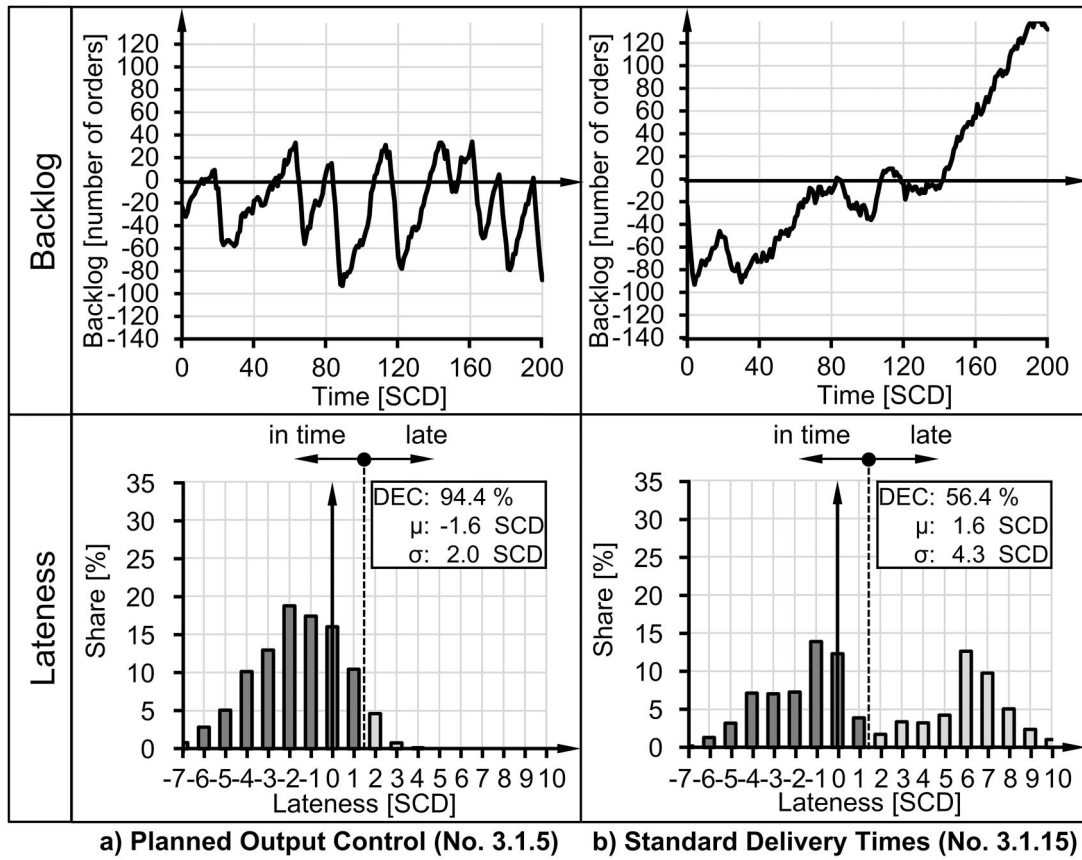 Backlog
Backlog [number of orders]
120
100
80
60
40
20
0
-20
-40
-60
-80
-100
-120
-140
0 40 80 120 160 200
Time [SCD]
Backlog [number of orders]
120
100
80
60
40
20
0
-20
-40
-60
-80
-100
-120
-140
0 40 80 120 160 200
Time [SCD]
Lateness
in time late
DEC: 94.4 %
μ: -1.6 SCD
σ: 2.0 SCD
Share [%]
35
30
25
20
15
10
5
0
-7 -6 -5 -4 -3 -2 -1 0 1 2 3 4 5 6 7 8 9 10
Lateness [SCD]
in time late
DEC: 56.4 %
μ: 1.6 SCD
σ: 4.3 SCD
Share [%]
35
30
25
20
15
10
5
0
-7 -6 -5 -4 -3 -2 -1 0 1 2 3 4 5 6 7 8 9 10
Lateness [SCD]
a) Planned Output Control (No. 3.1.5)
b) Standard Delivery Times (No. 3.1.15)